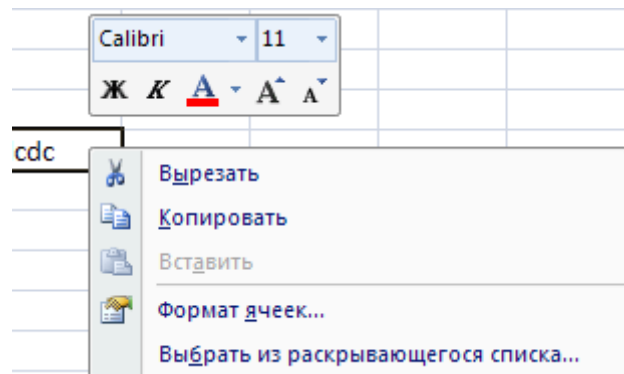 Calibri 11
Ж К А А А
cdc
Вырезать
Копировать
Вставить
Формат ячеек...
Выбрать из раскрывающегося списка...